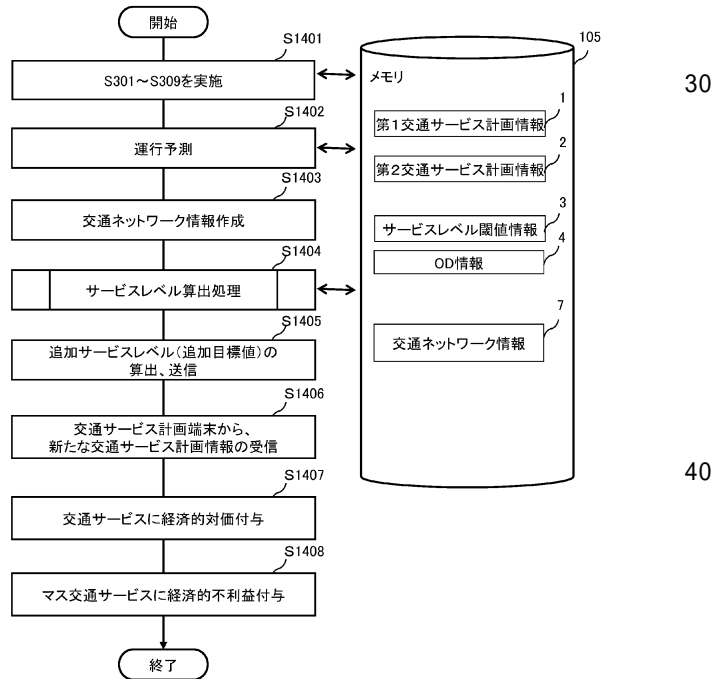 開始
S1401
S301～S309を実施
S1402
運行予測
S1403
交通ネットワーク情報作成
S1404
サービスレベル算出処理
S1405
追加サービスレベル（追加目標値）の
算出、送信
S1406
交通サービス計画端末から、
新たな交通サービス計画情報の受信
S1407
交通サービスに経済的対価付与
S1408
マス交通サービスに経済的不利益付与
終了
105
メモリ
1
第１交通サービス計画情報
2
第２交通サービス計画情報
3
サービスレベル閾値情報
4
OD情報
7
交通ネットワーク情報
30
40